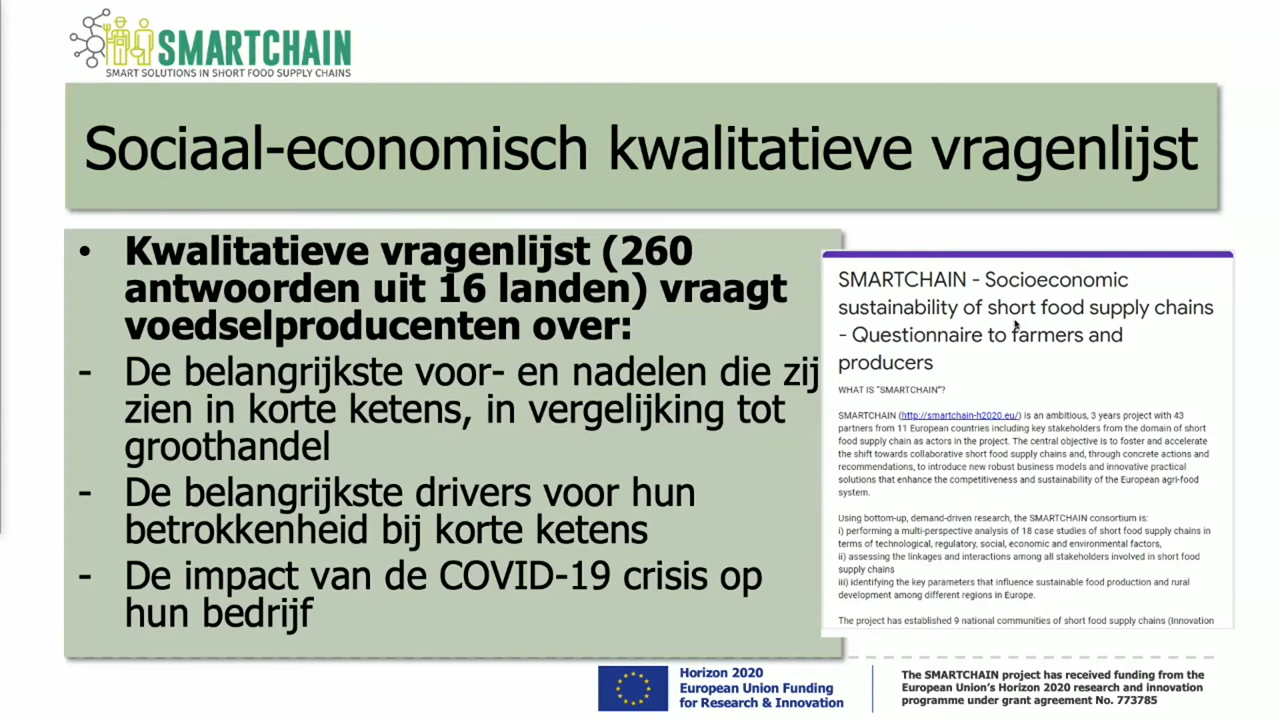 SMARTCHAIN
SMART SOLUTIONS IN SHORT FOOD SUPPLY CHAINS
Sociaal-economisch kwalitatieve vragenlijst
• Kwalitatieve vragenlijst (260
antwoorden uit 16 landen) vraagt
voedselproducenten over:
- De belangrijkste voor- en nadelen die zij
zien in korte ketens, in vergelijking tot
groothandel
- De belangrijkste drivers voor hun
betrokkenheid bij korte ketens
- De impact van de COVID-19 crisis op
hun bedrijf
SMARTCHAIN - Socioeconomic
sustainability of short food supply chains
- Questionnaire to farmers and
producers
WHAT IS "SMARTCHAIN"?
SMARTCHAIN (http://smartchain-h2020.eu/) is an ambitious, 3 years project with 43
partners from 11 European countries including key stakeholders from the domain of short
food supply chain as actors in the project. The central objective is to foster and accelerate
the shift towards collaborative short food supply chains and, through concrete actions and
recommendations, to introduce new robust business models and innovative practical
solutions that enhance the competitiveness and sustainability of the European agri-food
system.
Using bottom-up, demand-driven research, the SMARTCHAIN consortium is:
i) performing a multi-perspective analysis of 18 case studies of short food supply chains in
terms of technological, regulatory, social, economic and environmental factors,
ii) assessing the linkages and interactions among all stakeholders involved in short food
supply chains
iii) identifying the key parameters that influence sustainable food production and rural
development among different regions in Europe.
The project has established 9 national communities of short food supply chains (Innovation
Horizon 2020
European Union Funding
for Research & Innovation
The SMARTCHAIN project has received funding from the
European Union's Horizon 2020 research and innovation
programme under grant agreement No. 773785